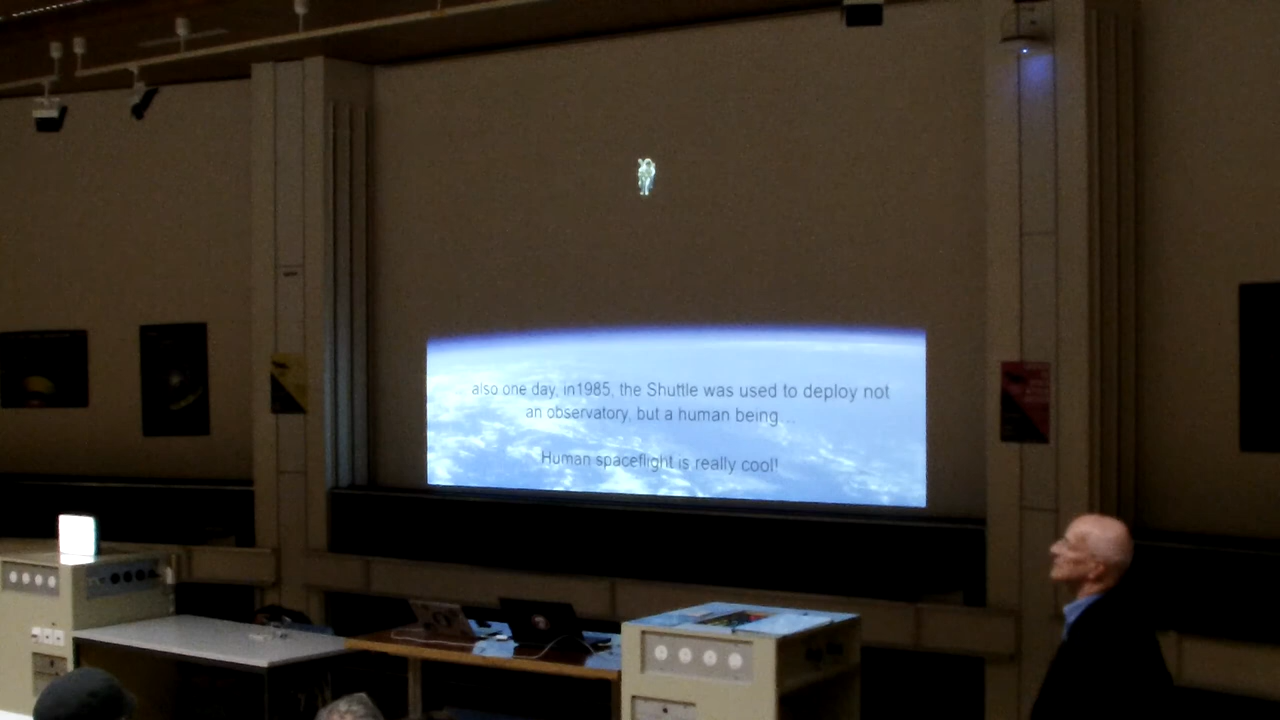 also one day, in1985, the Shuttle was used to deploy not
an observatory, but a human being...
Human spaceflight is really cool!